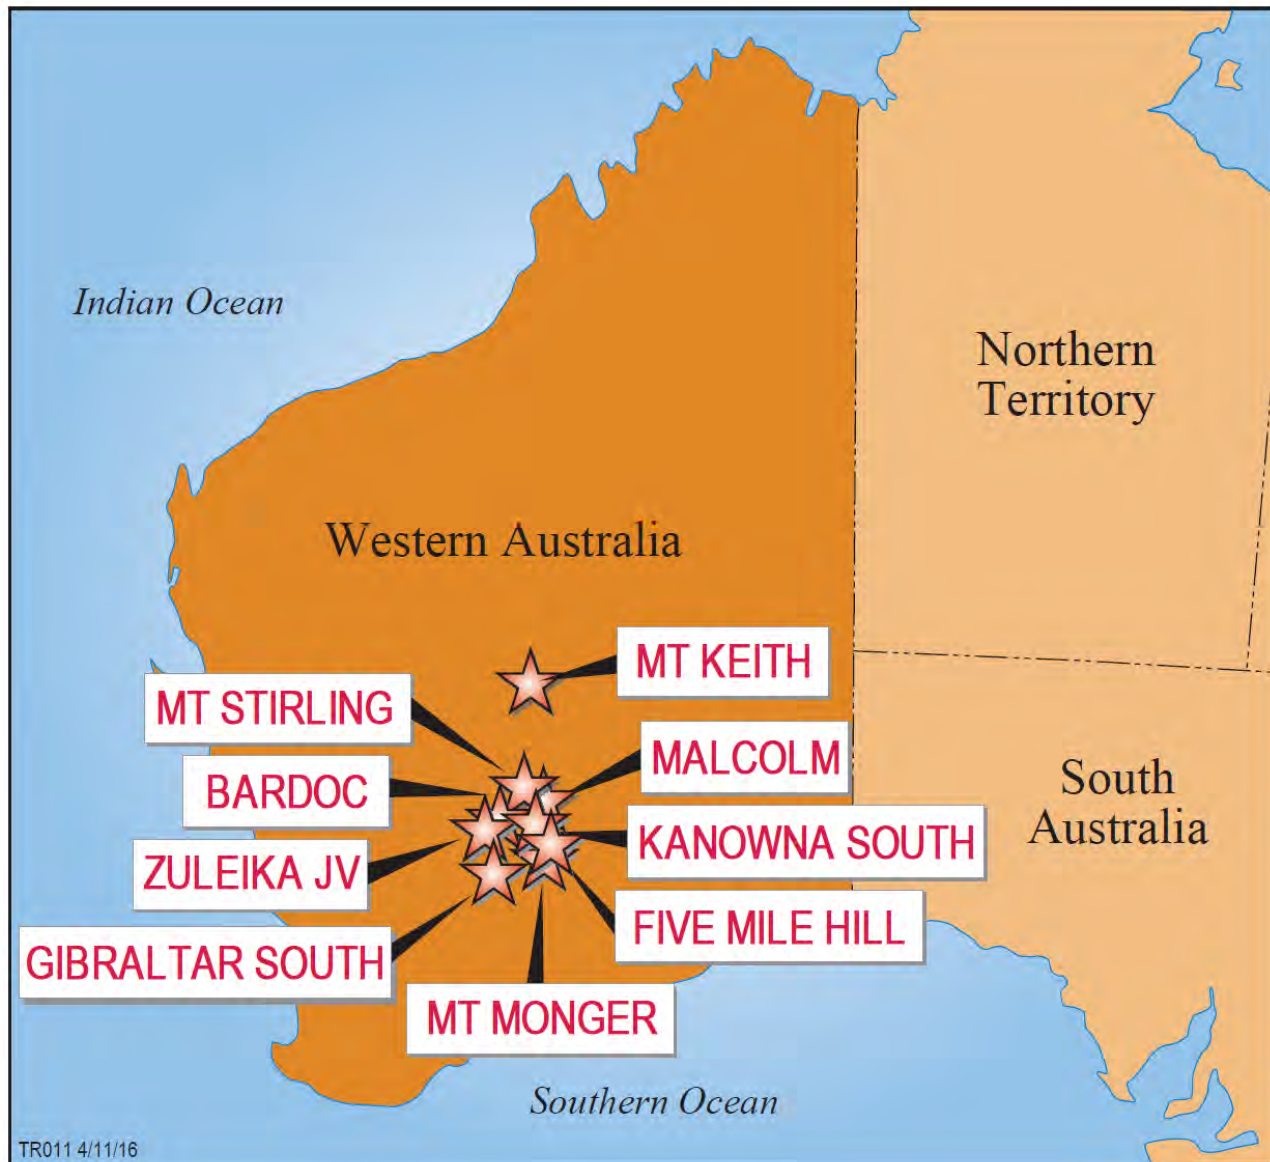 Indian Ocean
Northern
Territory
Western Australia
MT KEITH
MT STIRLING
MALCOLM
BARDOC
South
Australia
KANOWNA SOUTH
ZULEIKA JV
FIVE MILE HILL
GIBRALTAR SOUTH
MT MONGER
Southern Ocean
TR011 4/11/16